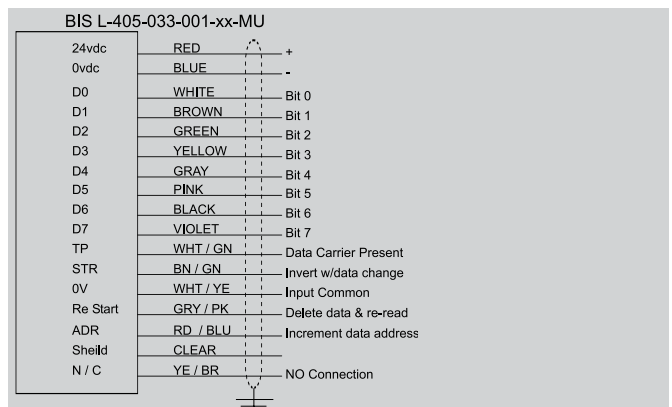 BIS L-405-033-001-xx-MU
24vdc RED +
0vdc BLUE -
D0 WHITE Bit 0
D1 BROWN Bit 1
D2 GREEN Bit 2
D3 YELLOW Bit 3
D4 GRAY Bit 4
D5 PINK Bit 5
D6 BLACK Bit 6
D7 VIOLET Bit 7
TP WHT / GN Data Carrier Present
STR BN / GN Invert w/data change
0V WHT / YE Input Common
Re Start GRY / PK Delete data & re-read
ADR RD / BLU Increment data address
Sheild CLEAR
N / C YE / BR NO Connection